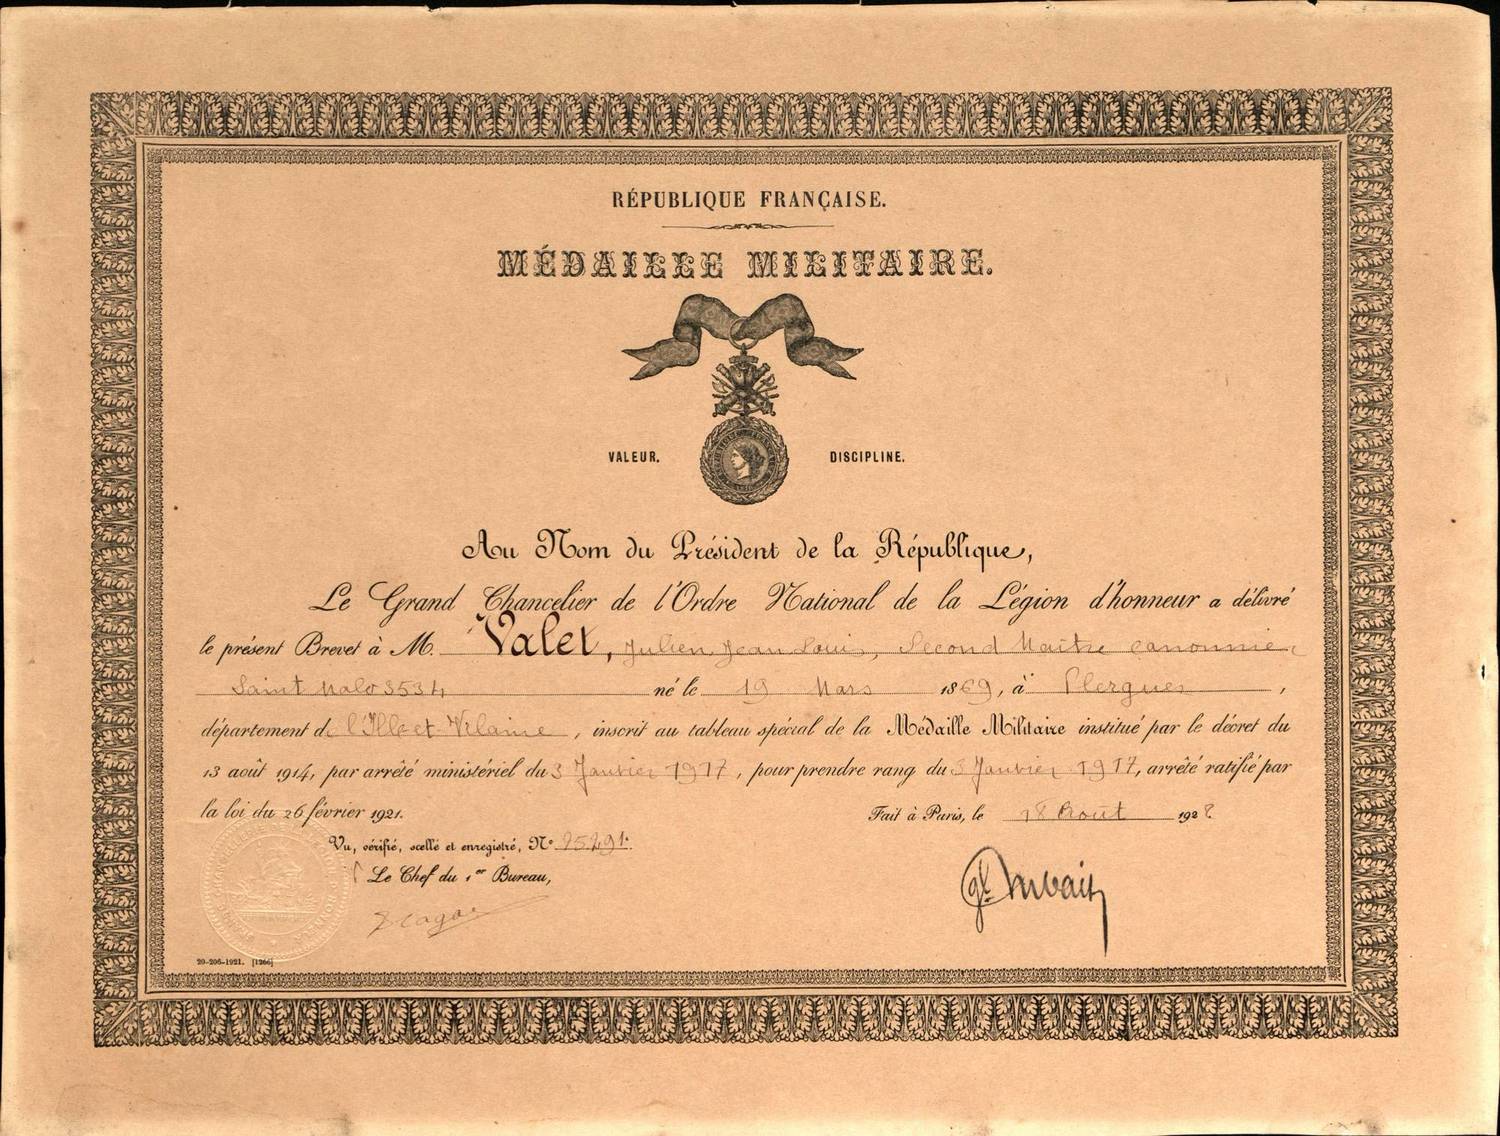 RÉPUBLIQUE FRANÇAISE.
MÉDAILLE MILITAIRE.
VALEUR. DISCIPLINE.
Au Nom du Président de la République,
Le Grand Chancelier de l'Ordre National de la Légion d'honneur a délivré
le présent Brevet à M. Valet, Julien Jean Louis, Second Maître canonnier
Saint Malo 3534 né le 19 Mars 1869, à Plerguer,
département d l'Ille et Vilaine, inscrit au tableau spécial de la Médaille Militaire institué par le décret du
13 août 1914, par arrêté ministériel du 3 Janvier 1917, pour prendre rang du 3 Janvier 1917, arrêté ratifié par
la loi du 26 février 1921.
Fait à Paris, le 28 Août 1928.
Vu, vérifié, scellé et enregistré, N° 25291.
Le Chef du 1er Bureau,
20-206-1921. [1266]